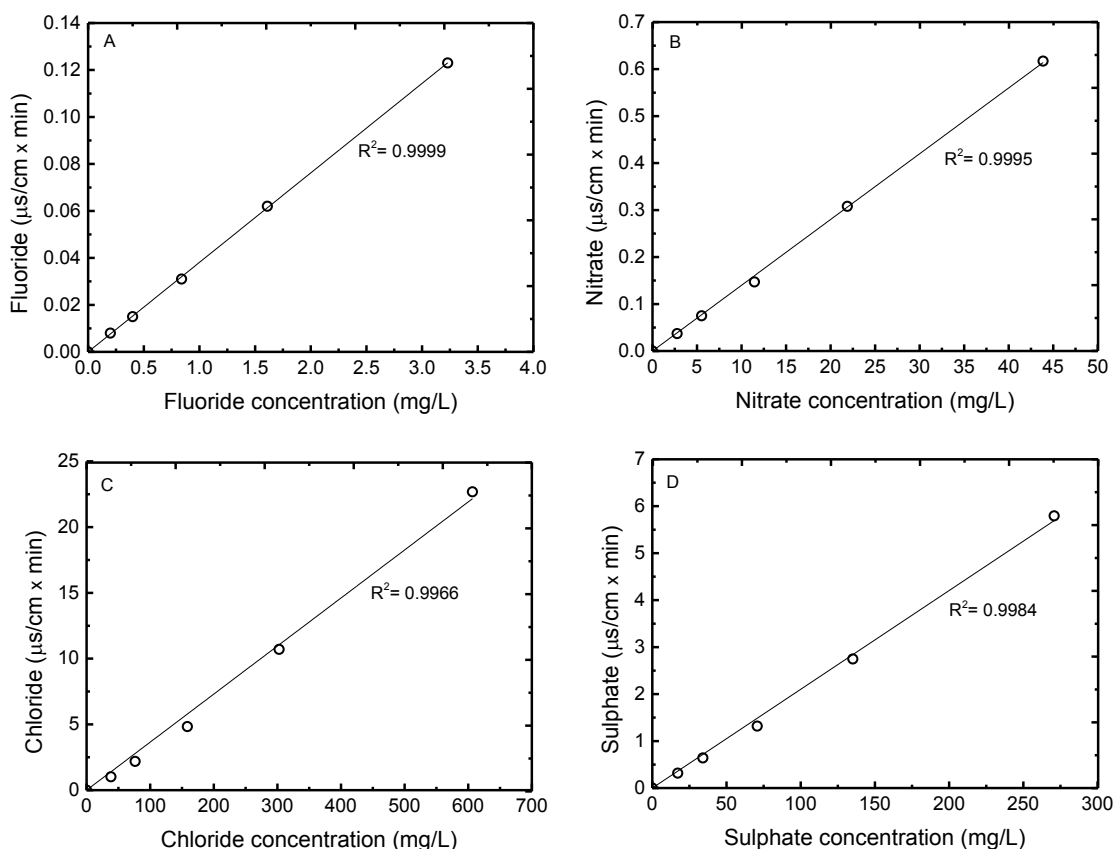 A
Fluoride (μs/cm x min)
0.14
0.12
0.10
0.08
0.06
0.04
0.02
0.00
R²= 0.9999
0.0 0.5 1.0 1.5 2.0 2.5 3.0 3.5 4.0
Fluoride concentration (mg/L)
B
Nitrate (μs/cm x min)
0.7
0.6
0.5
0.4
0.3
0.2
0.1
0.0
R²= 0.9995
0 5 10 15 20 25 30 35 40 45 50
Nitrate concentration (mg/L)
C
Chloride (μs/cm x min)
25
20
15
10
5
0
R²= 0.9966
0 100 200 300 400 500 600 700
Chloride concentration (mg/L)
D
Sulphate (μs/cm x min)
7
6
5
4
3
2
1
0
R²= 0.9984
0 50 100 150 200 250 300
Sulphate concentration (mg/L)